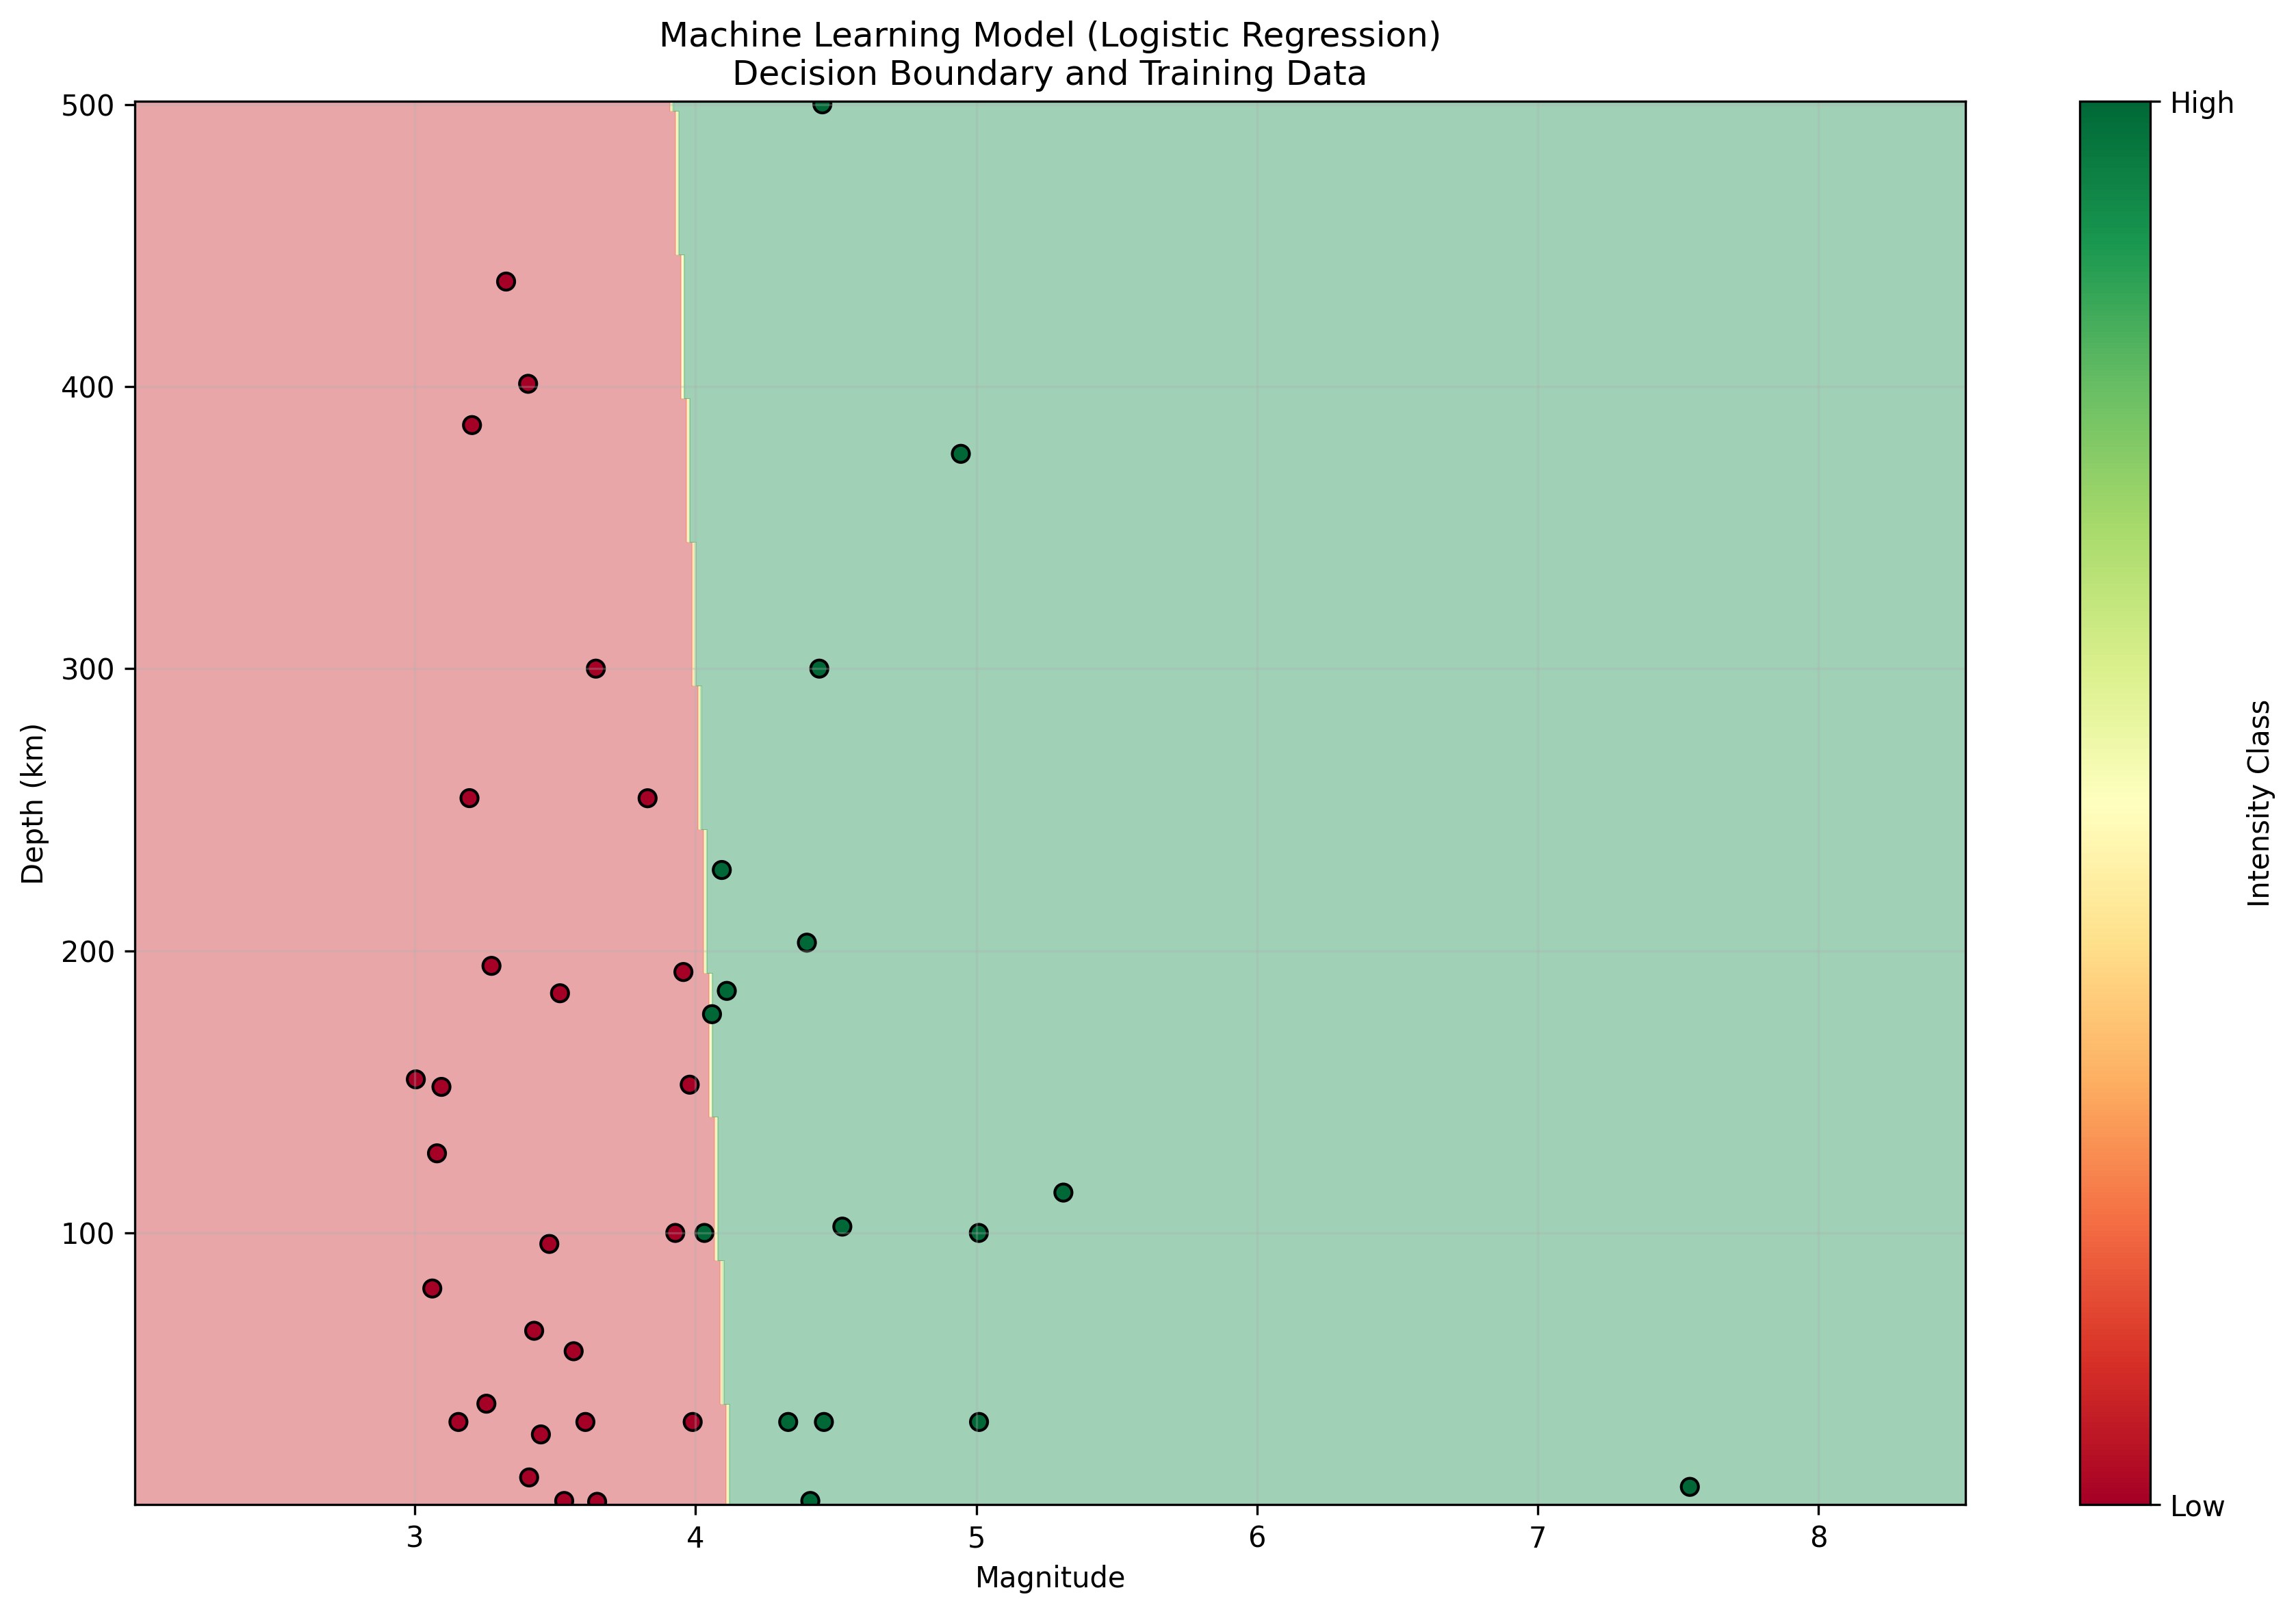 Machine Learning Model (Logistic Regression)
Decision Boundary and Training Data
500
400
300
200
100
Depth (km)
3
4
5
6
7
8
Magnitude
High
Low
Intensity Class